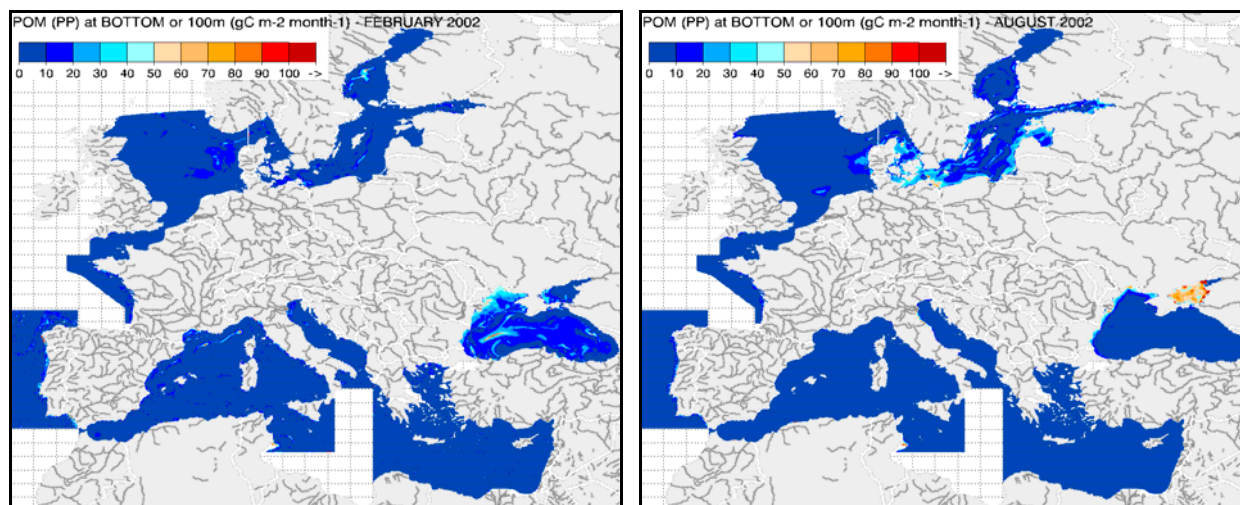 POM (PP) at BOTTOM or 100m (gC m-2 month-1) - FEBRUARY 2002
0 10 20 30 40 50 60 70 80 90 100 ->
POM (PP) at BOTTOM or 100m (gC m-2 month-1) - AUGUST 2002
0 10 20 30 40 50 60 70 80 90 100 ->